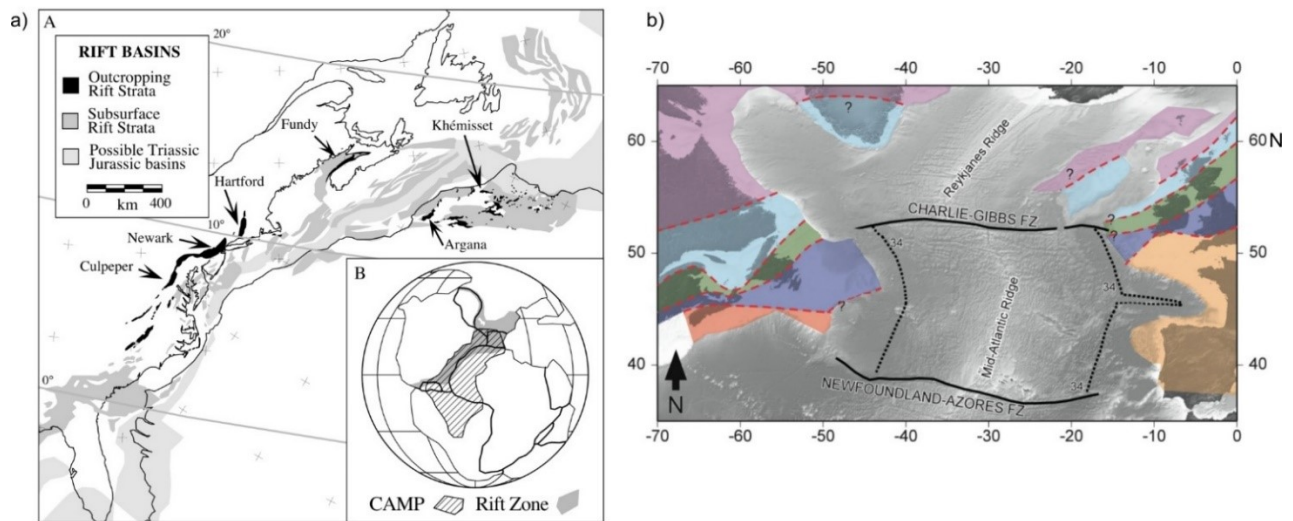 a)
A
RIFT BASINS
Outcropping
Rift Strata
Subsurface
Rift Strata
Possible Triassic
Jurassic basins
km 400
20°
Fundy
Khémisset
Hartford
10°
Newark
Culpeper
Argana
0°
B
CAMP
Rift Zone
b)
-70 -60 -50 -40 -30 -20 -10 0
60
60 N
50
50
40
40
?
?
?
?
?
?
Reykjanes Ridge
CHARLIE-GIBBS FZ
34
34
34
Mid-Atlantic Ridge
NEWFOUNDLAND-AZORES FZ
N
-70 -60 -50 -40 -30 -20 -10 0